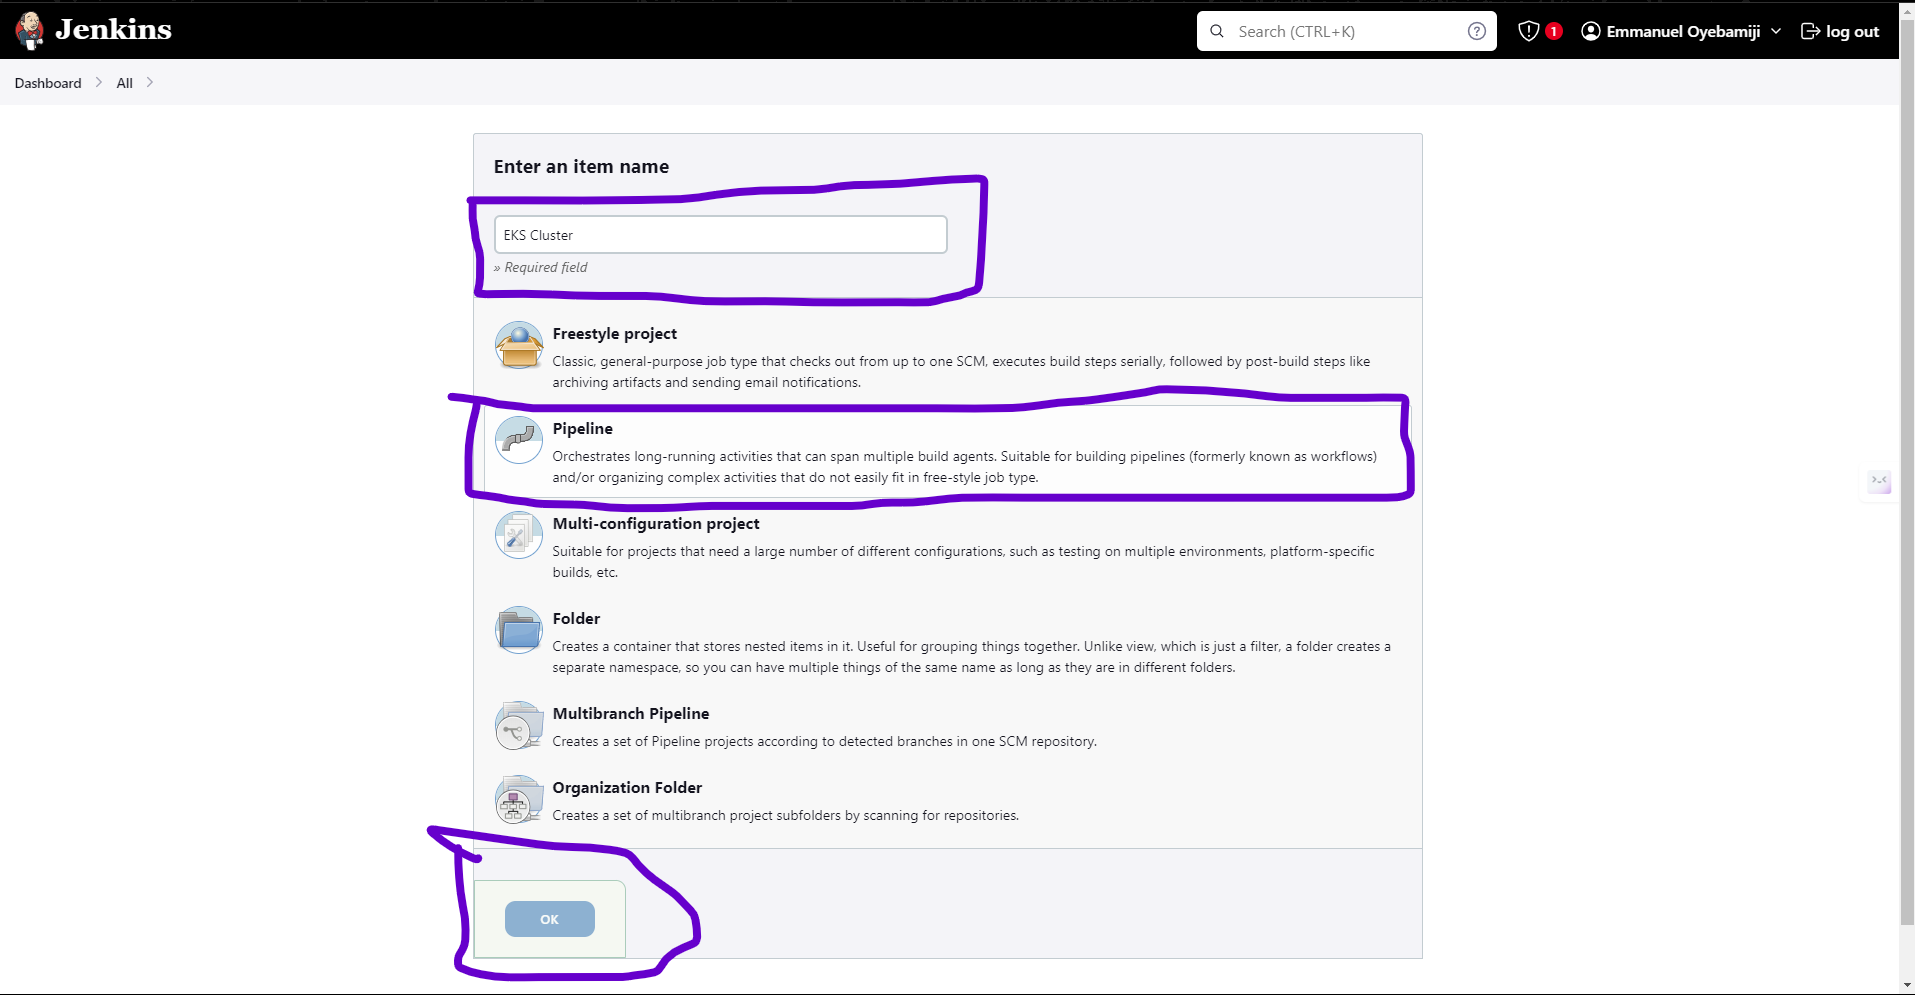 Jenkins
Search (CTRL+K)
1
Emmanuel Oyebamiji
log out
Dashboard
All
Enter an item name
EKS Cluster
» Required field
Freestyle project
Classic, general-purpose job type that checks out from up to one SCM, executes build steps serially, followed by post-build steps like
archiving artifacts and sending email notifications.
Pipeline
Orchestrates long-running activities that can span multiple build agents. Suitable for building pipelines (formerly known as workflows)
and/or organizing complex activities that do not easily fit in free-style job type.
Multi-configuration project
Suitable for projects that need a large number of different configurations, such as testing on multiple environments, platform-specific
builds, etc.
Folder
Creates a container that stores nested items in it. Useful for grouping things together. Unlike view, which is just a filter, a folder creates a
separate namespace, so you can have multiple things of the same name as long as they are in different folders.
Multibranch Pipeline
Creates a set of Pipeline projects according to detected branches in one SCM repository.
Organization Folder
Creates a set of multibranch project subfolders by scanning for repositories.
OK